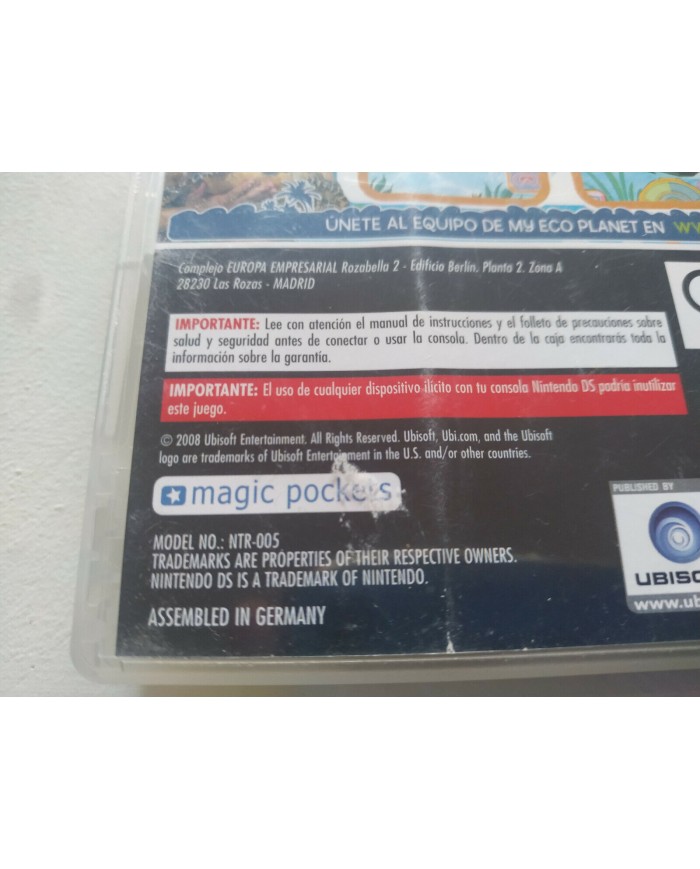 ÚNETE AL EQUIPO DE MY ECO PLANET EN
Complejo EUROPA EMPRESARIAL Rozabella 2 - Edificio Berlín. Planta 2. Zona A
28230 Las Rozas - MADRID
IMPORTANTE: Lee con atención el manual de instrucciones y el folleto de precauciones sobre
salud y seguridad antes de conectar o usar la consola. Dentro de la caja encontrarás toda la
información sobre la garantía.
IMPORTANTE: El uso de cualquier dispositivo ilícito con tu consola Nintendo DS podría inutilizar
este juego.
© 2008 Ubisoft Entertainment. All Rights Reserved. Ubisoft, Ubi.com, and the Ubisoft
logo are trademarks of Ubisoft Entertainment in the U.S. and/or other countries.
magic pockets
PUBLISHED BY
UBISO
www.ub
MODEL NO.: NTR-005
TRADEMARKS ARE PROPERTIES OF THEIR RESPECTIVE OWNERS.
NINTENDO DS IS A TRADEMARK OF NINTENDO.
ASSEMBLED IN GERMANY